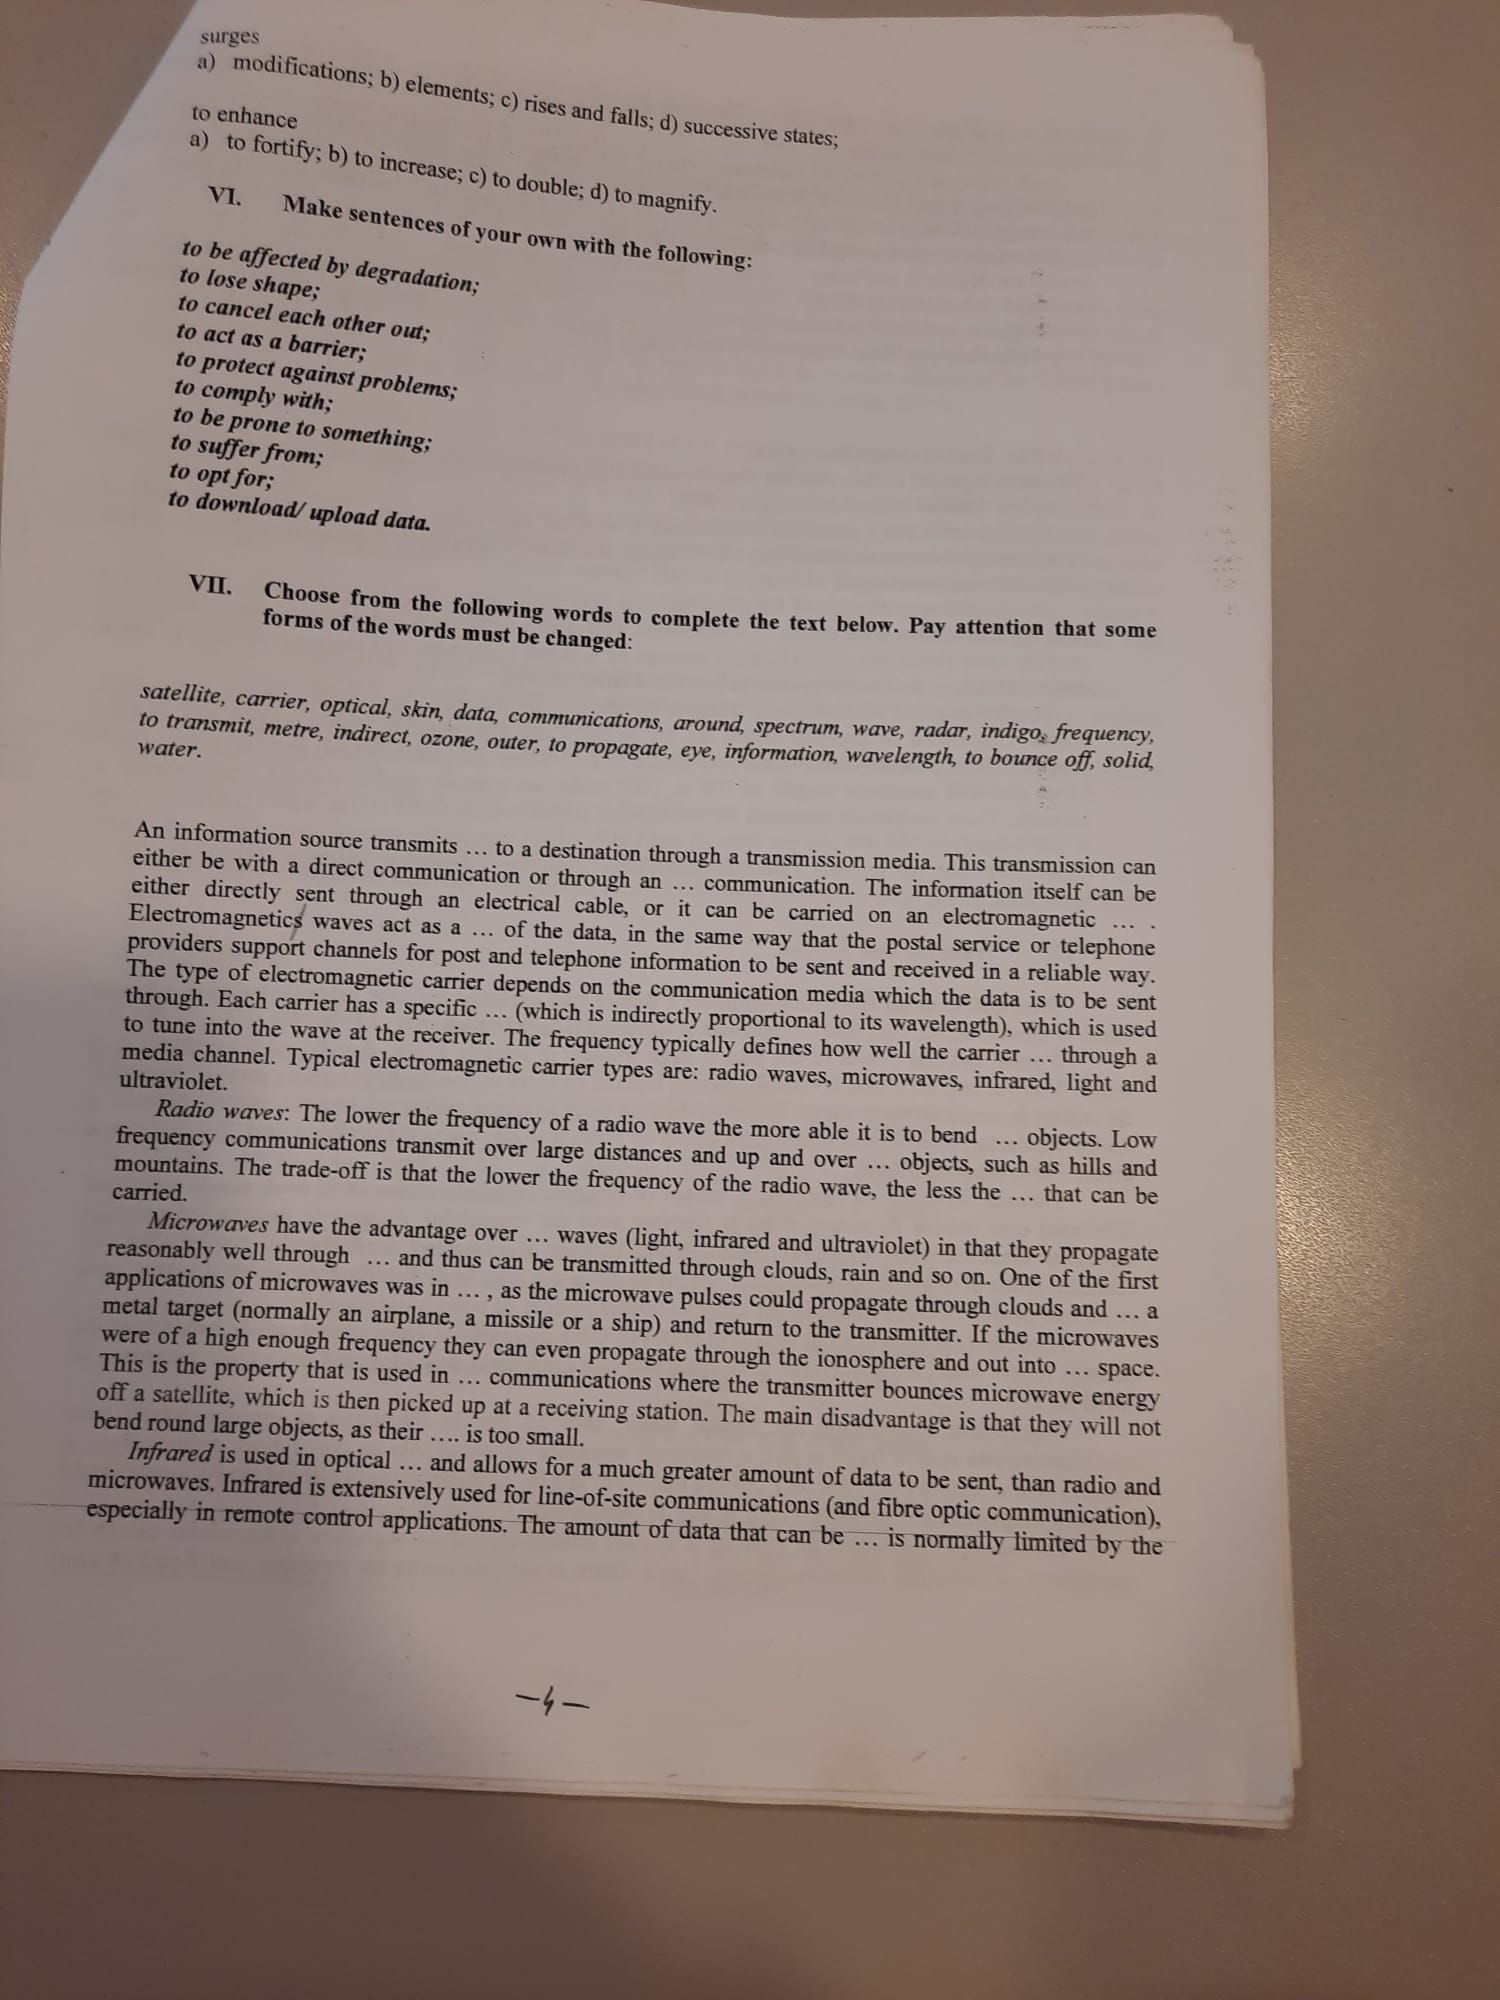 surges
a) modifications; b) elements; c) rises and falls; d) successive states;
to enhance
a) to fortify; b) to increase; c) to double; d) to magnify.
VI. Make sentences of your own with the following:
to be affected by degradation;
to lose shape;
to cancel each other out;
to act as a barrier;
to protect against problems;
to comply with;
to be prone to something;
to suffer from;
to opt for;
to download/ upload data.
VII. Choose from the following words to complete the text below. Pay attention that some
forms of the words must be changed:
satellite, carrier, optical, skin, data, communications, around, spectrum, wave, radar, indigo, frequency,
to transmit, metre, indirect, ozone, outer, to propagate, eye, information, wavelength, to bounce off, solid,
water.
An information source transmits … to a destination through a transmission media. This transmission can
either be with a direct communication or through an … communication. The information itself can be
either directly sent through an electrical cable, or it can be carried on an electromagnetic … .
Electromagnetics waves act as a … of the data, in the same way that the postal service or telephone
providers support channels for post and telephone information to be sent and received in a reliable way.
The type of electromagnetic carrier depends on the communication media which the data is to be sent
through. Each carrier has a specific … (which is indirectly proportional to its wavelength), which is used
to tune into the wave at the receiver. The frequency typically defines how well the carrier … through a
media channel. Typical electromagnetic carrier types are: radio waves, microwaves, infrared, light and
ultraviolet.
Radio waves: The lower the frequency of a radio wave the more able it is to bend … objects. Low
frequency communications transmit over large distances and up and over … objects, such as hills and
mountains. The trade-off is that the lower the frequency of the radio wave, the less the … that can be
carried.
Microwaves have the advantage over … waves (light, infrared and ultraviolet) in that they propagate
reasonably well through … and thus can be transmitted through clouds, rain and so on. One of the first
applications of microwaves was in … , as the microwave pulses could propagate through clouds and … a
metal target (normally an airplane, a missile or a ship) and return to the transmitter. If the microwaves
were of a high enough frequency they can even propagate through the ionosphere and out into … space.
This is the property that is used in … communications where the transmitter bounces microwave energy
off a satellite, which is then picked up at a receiving station. The main disadvantage is that they will not
bend round large objects, as their …. is too small.
Infrared is used in optical … and allows for a much greater amount of data to be sent, than radio and
microwaves. Infrared is extensively used for line-of-site communications (and fibre optic communication),
especially in remote control applications. The amount of data that can be … is normally limited by the
-4-